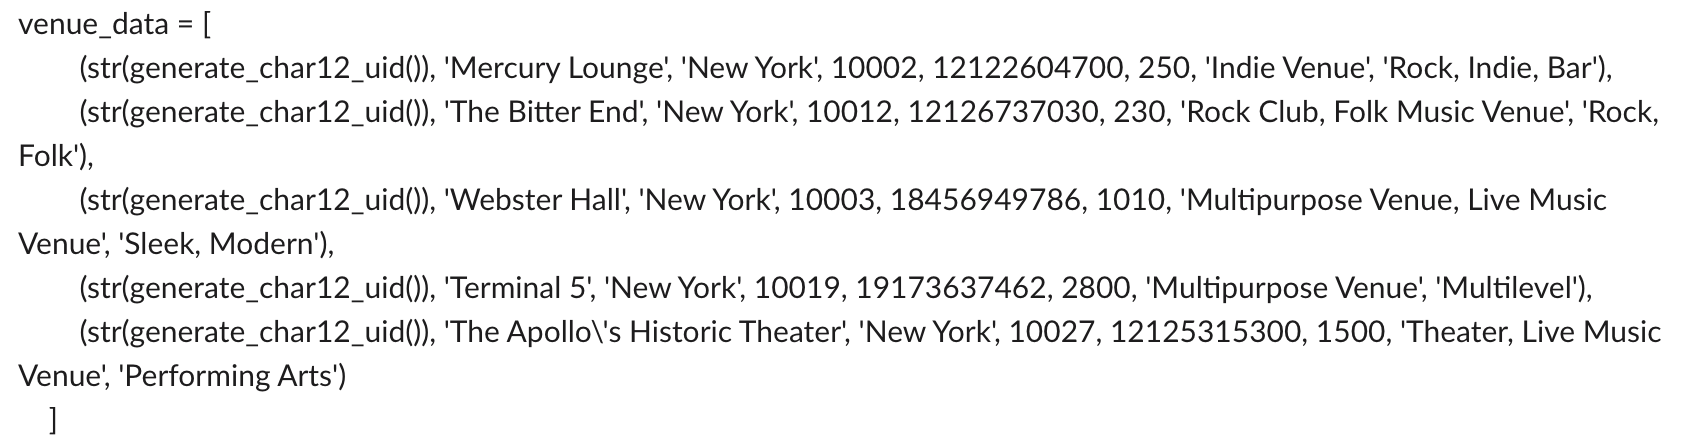 venue_data = [
(str(generate_char12_uid()), 'Mercury Lounge', 'New York', 10002, 12122604700, 250, 'Indie Venue', 'Rock, Indie, Bar'),
(str(generate_char12_uid()), 'The Bitter End', 'New York', 10012, 12126737030, 230, 'Rock Club, Folk Music Venue', 'Rock,
Folk'),
(str(generate_char12_uid()), 'Webster Hall', 'New York', 10003, 18456949786, 1010, 'Multipurpose Venue, Live Music
Venue', 'Sleek, Modern'),
(str(generate_char12_uid()), 'Terminal 5', 'New York', 10019, 19173637462, 2800, 'Multipurpose Venue', 'Multilevel'),
(str(generate_char12_uid()), 'The Apollo\'s Historic Theater', 'New York', 10027, 12125315300, 1500, 'Theater, Live Music
Venue', 'Performing Arts')
]